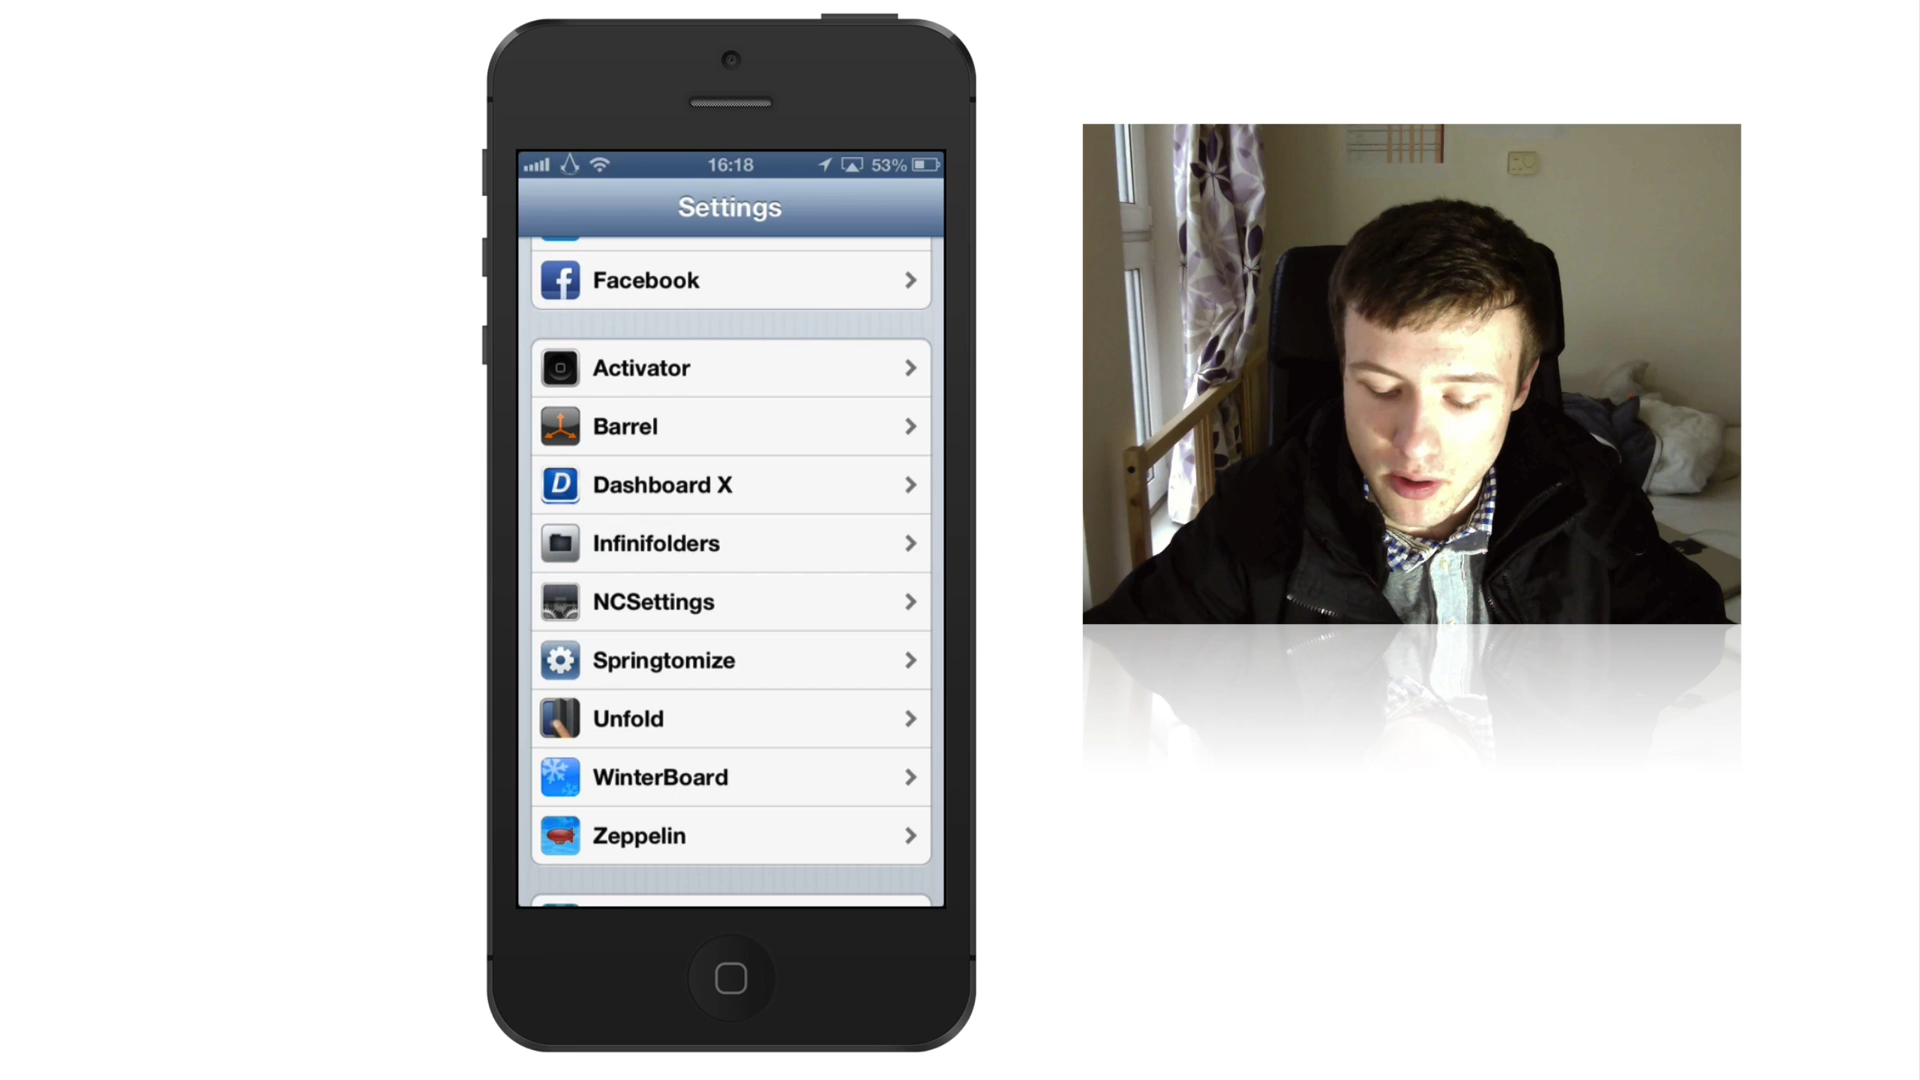 16:18
53%
Settings
Facebook
Activator
Barrel
Dashboard X
Infinifolders
NCSettings
Springtomize
Unfold
WinterBoard
Zeppelin